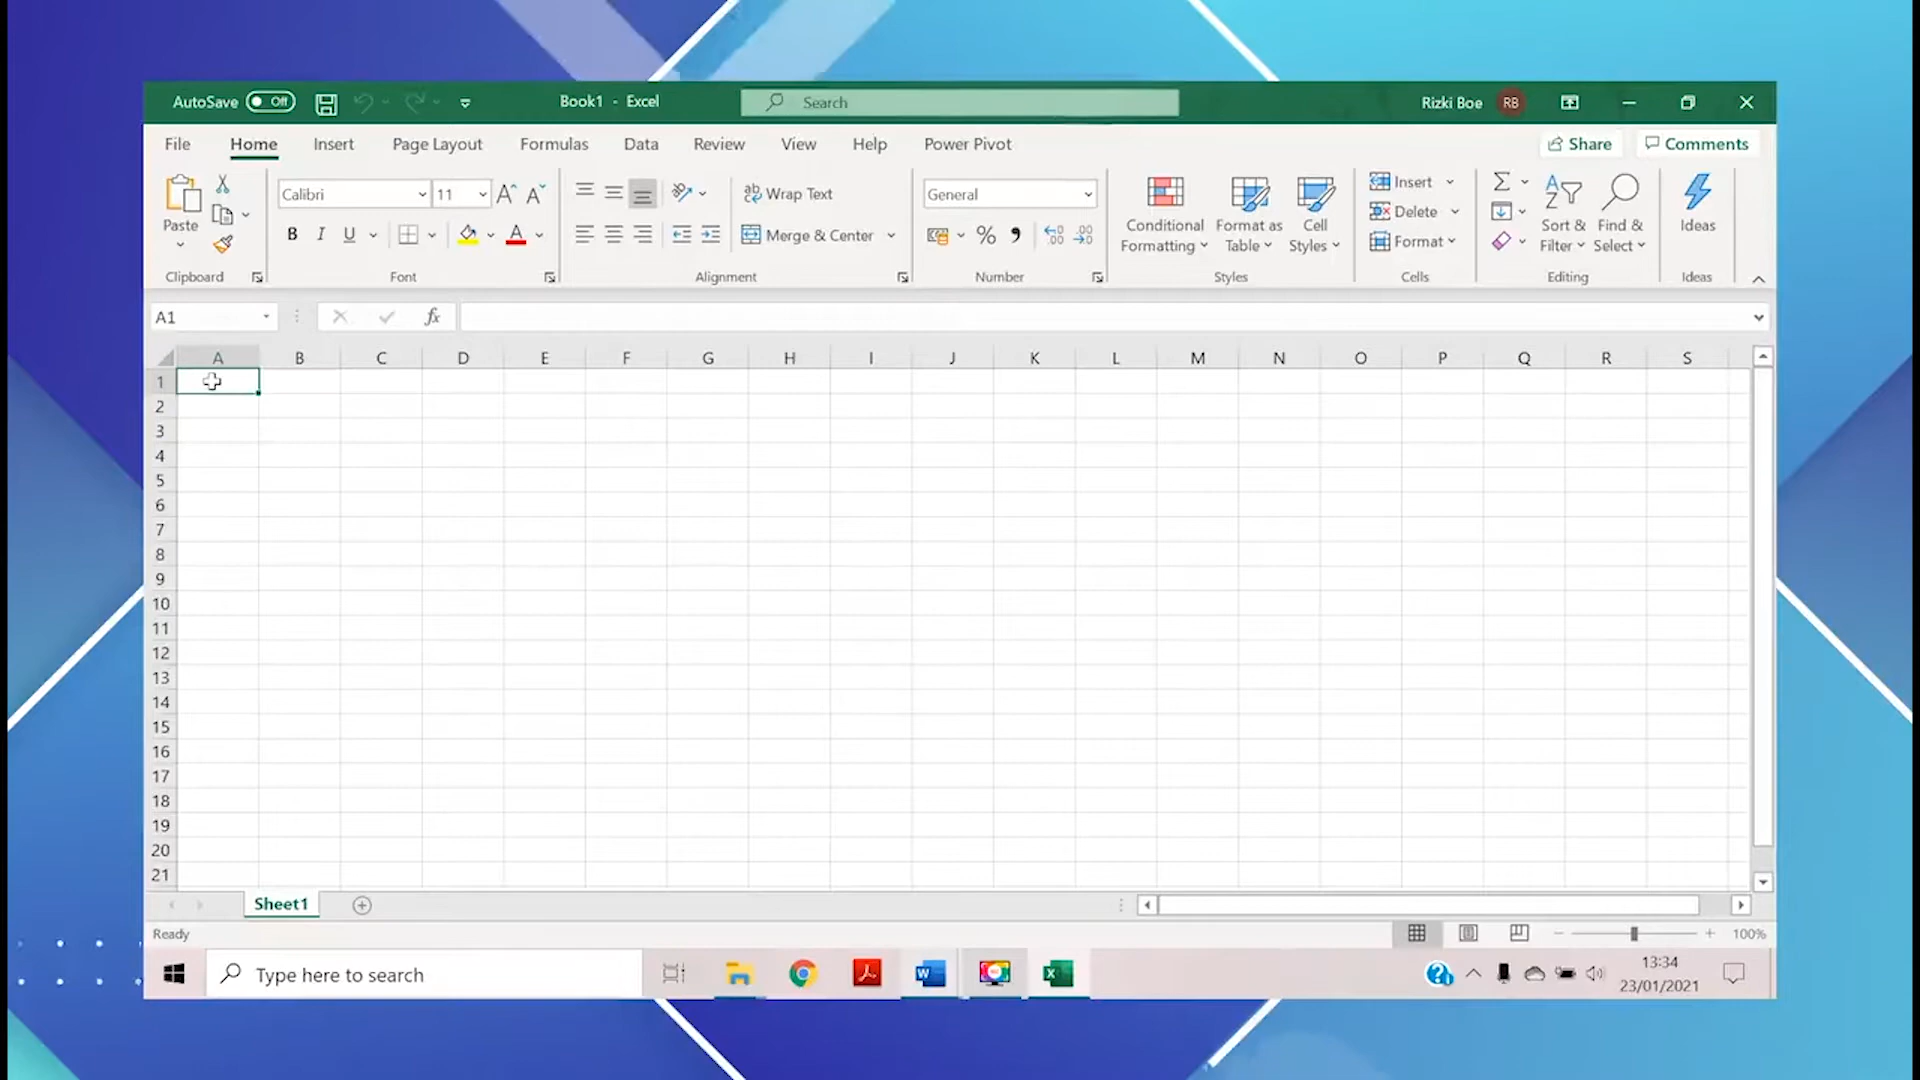 AutoSave Off Book1 - Excel Search Rizki Boe RB
File Home Insert Page Layout Formulas Data Review View Help Power Pivot Share Comments
Paste
Clipboard
Calibri 11
B I U
Font
Wrap Text
Merge & Center
Alignment
General
Number
Conditional
Formatting
Format as
Table
Cell
Styles
Styles
Insert
Delete
Format
Cells
Sort &
Filter
Find &
Select
Editing
Ideas
Ideas
A1 fx
A B C D E F G H I J K L M N O P Q R S
1
2
3
4
5
6
7
8
9
10
11
12
13
14
15
16
17
18
19
20
21
Sheet1
Ready 100%
Type here to search 13:34
23/01/2021